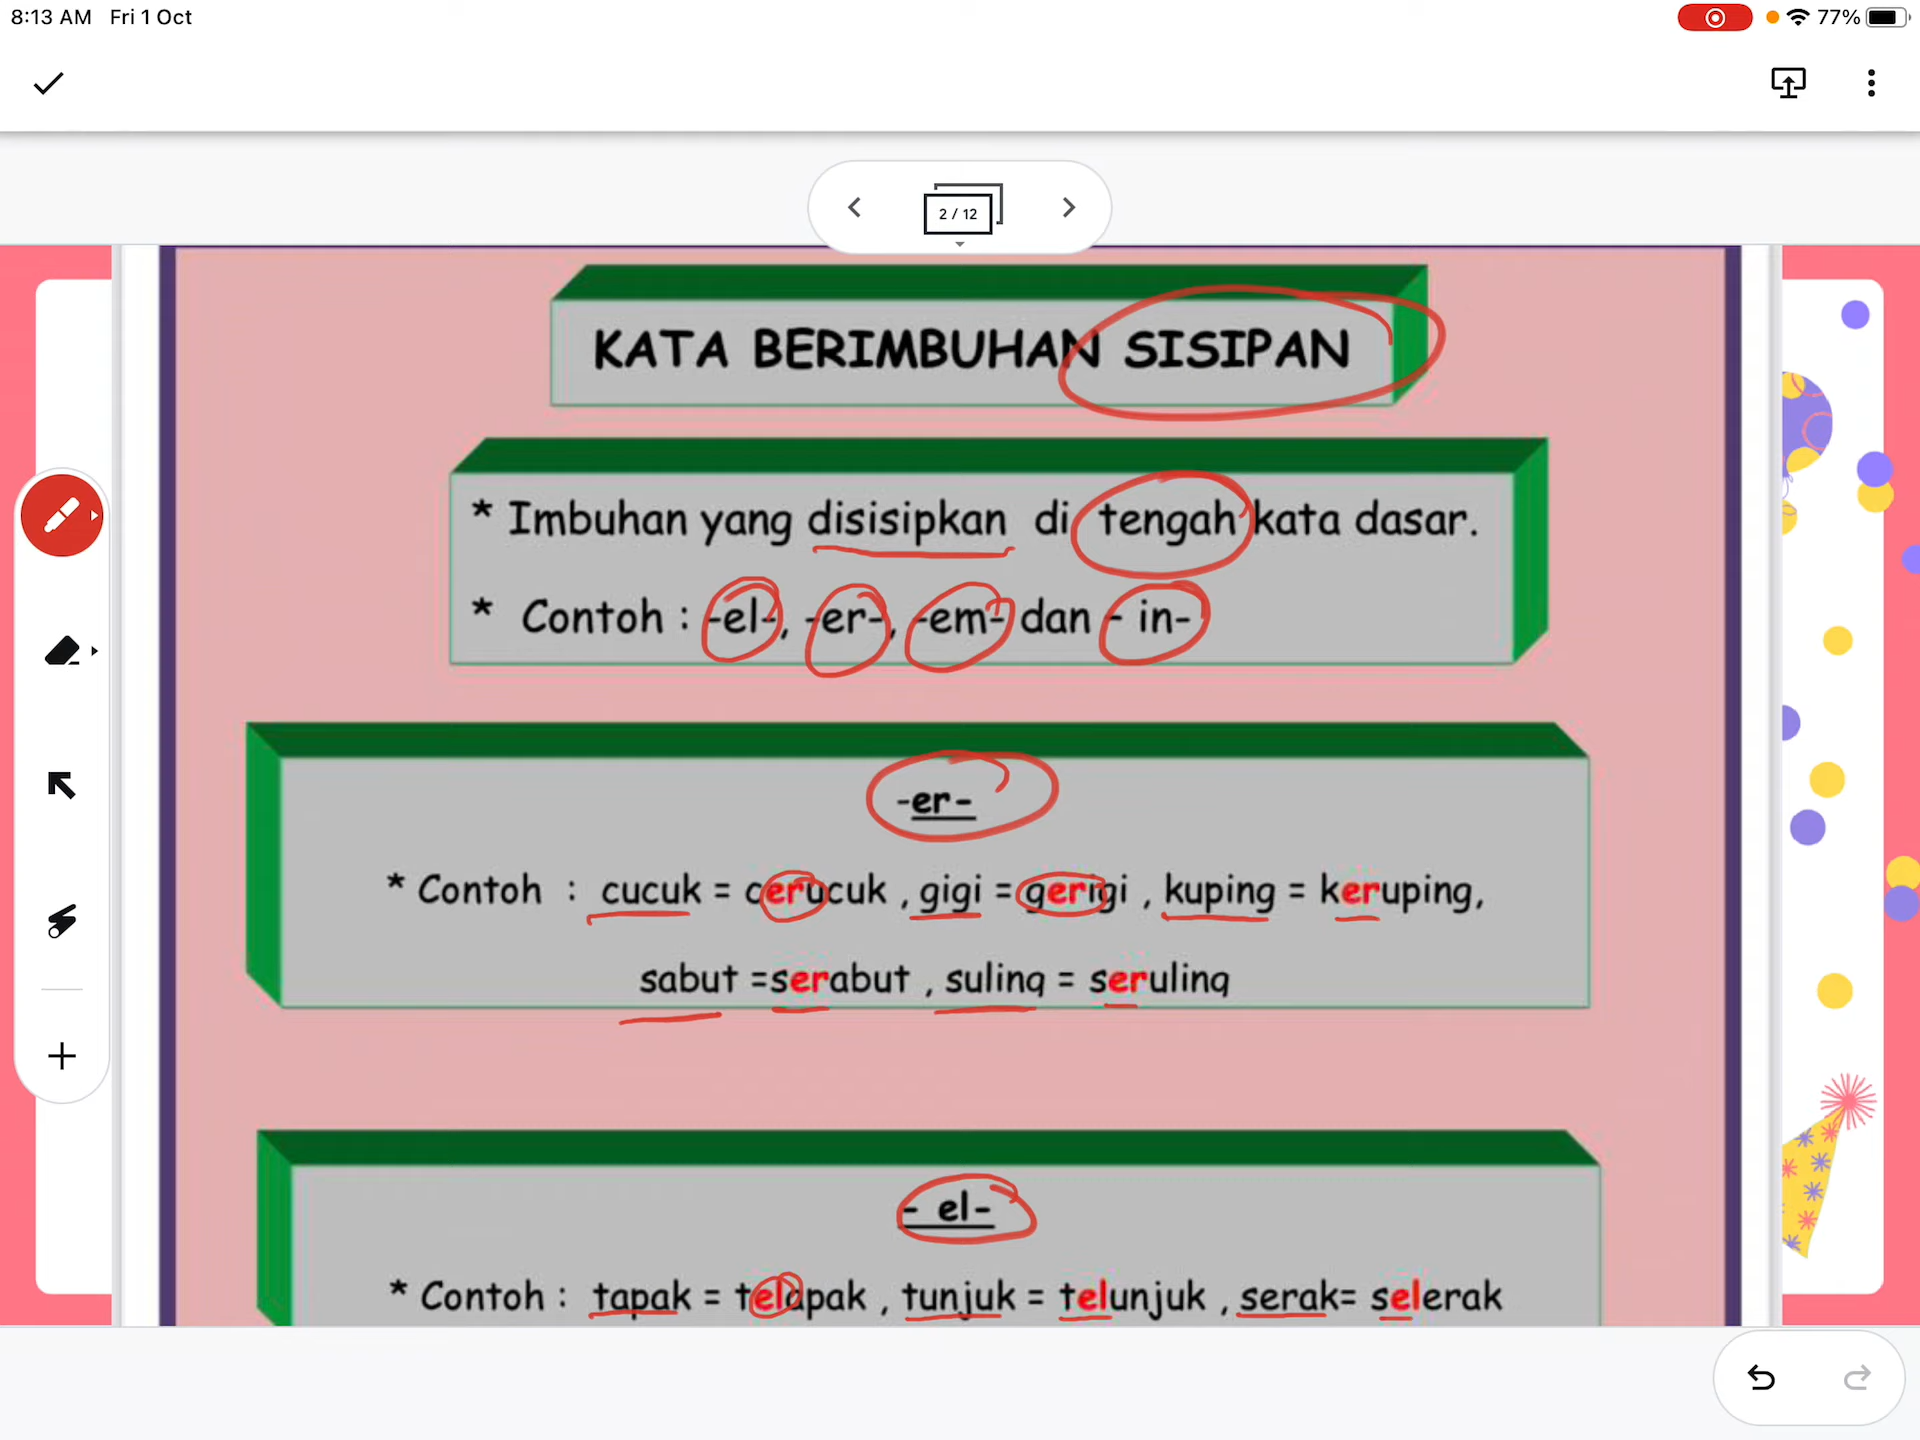 8:13 AM Fri 1 Oct
77%
2 / 12
KATA BERIMBUHAN SISIPAN
* Imbuhan yang disisipkan di tengah kata dasar.
* Contoh : -el-, -er-, -em- dan - in-
-er-
* Contoh : cucuk = cerucuk , gigi = gerigi , kuping = keruping,
sabut =serabut , suling = seruling
- el-
* Contoh : tapak = telapak , tunjuk = telunjuk , serak= selerak